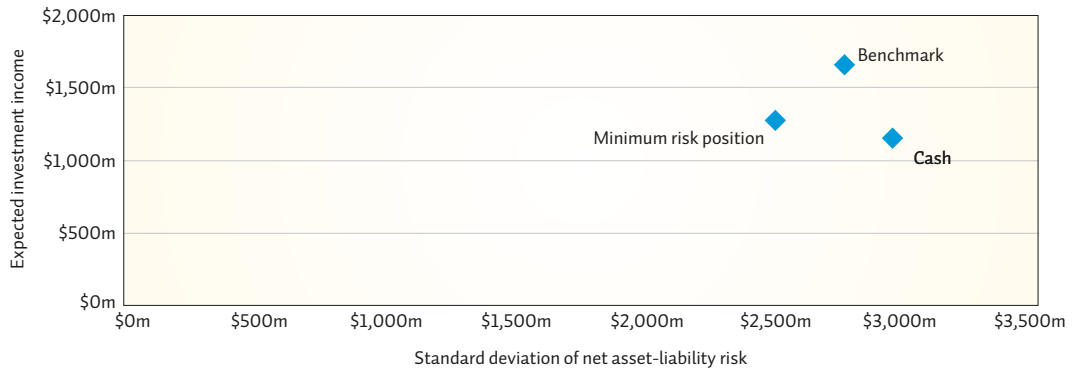 Expected investment income
$2,000m
$1,500m
$1,000m
$500m
$0m
Benchmark
Minimum risk position
Cash
$0m
$500m
$1,000m
$1,500m
$2,000m
$2,500m
$3,000m
$3,500m
Standard deviation of net asset-liability risk